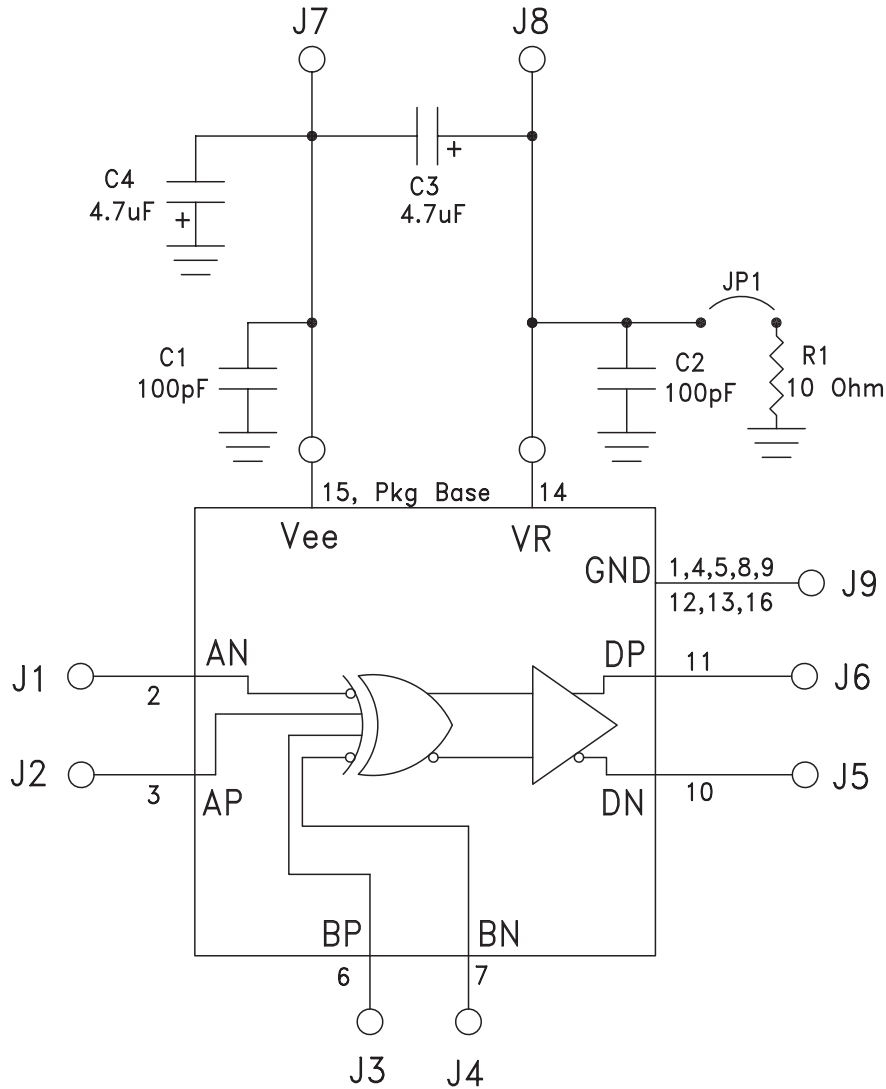 J7
J8
C4
4.7uF
+
+
C3
4.7uF
JP1
C1
100pF
C2
100pF
R1
10 Ohm
15, Pkg Base
14
Vee
VR
GND
1,4,5,8,9
12,13,16
J9
J1
AN
2
DP
11
J6
J2
3
AP
DN
10
J5
BP
BN
6
7
J3
J4